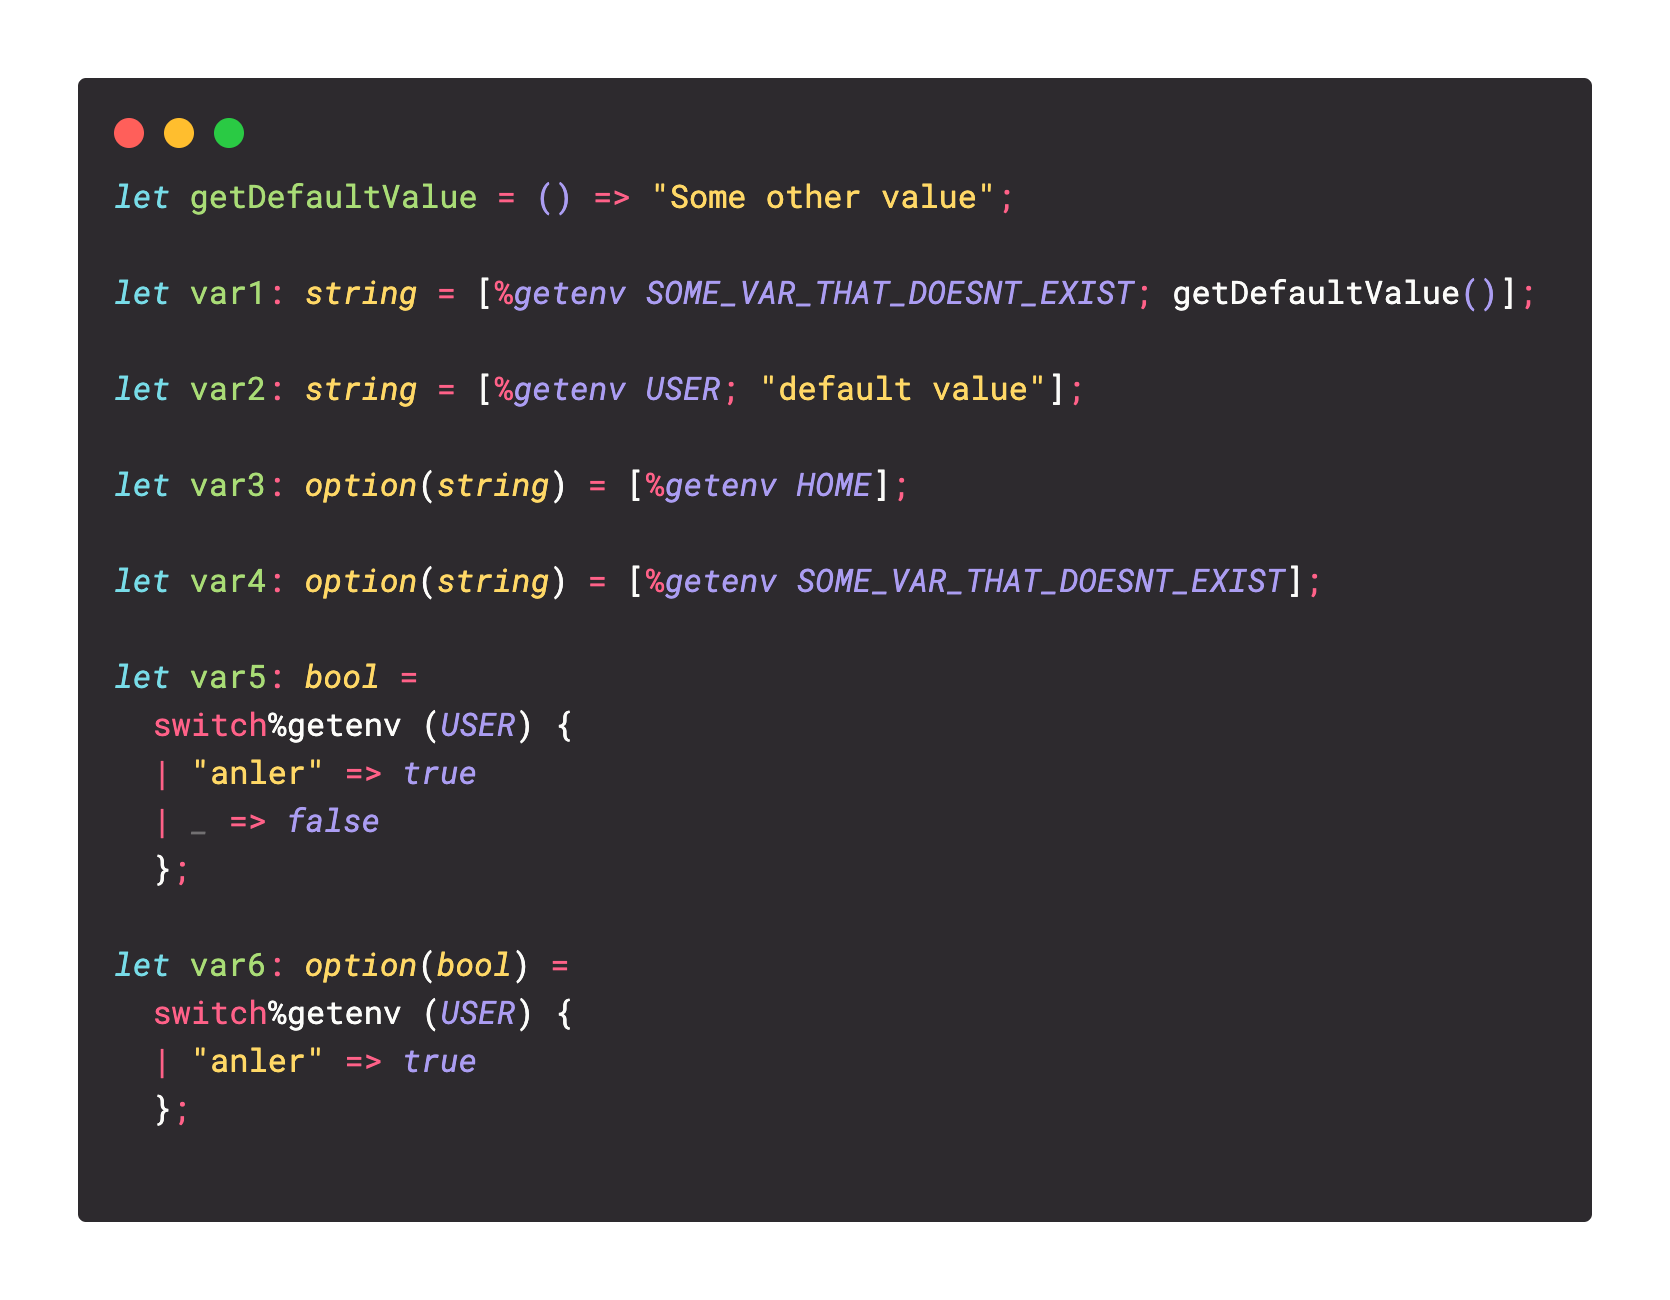 let getDefaultValue = () => "Some other value";
let var1: string = [%getenv SOME_VAR_THAT_DOESNT_EXIST; getDefaultValue()];
let var2: string = [%getenv USER; "default value"];
let var3: option(string) = [%getenv HOME];
let var4: option(string) = [%getenv SOME_VAR_THAT_DOESNT_EXIST];
let var5: bool =
  switch%getenv (USER) {
  | "anler" => true
  | _ => false
  };
let var6: option(bool) =
  switch%getenv (USER) {
  | "anler" => true
  };